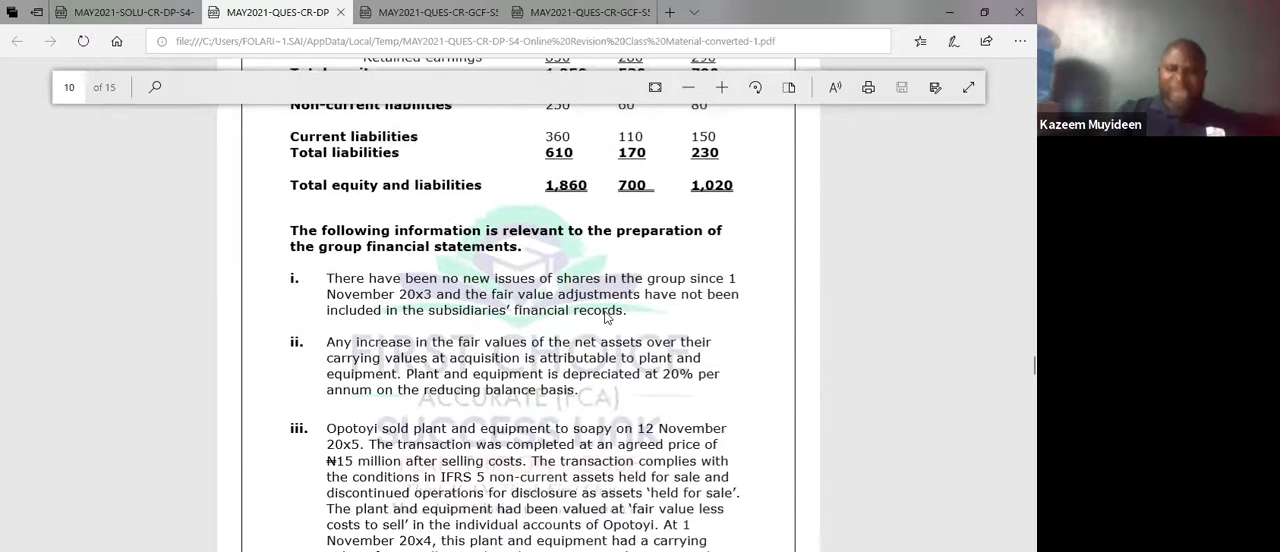 MAY2021-SOLU-CR-DP-S4-
MAY2021-QUES-CR-DP
MAY2021-QUES-CR-GCF-S5
MAY2021-QUES-CR-GCF-S
file:///C:/Users/FOLARI~1.SAI/AppData/Local/Temp/MAY2021-QUES-CR-DP-S4-Online%20Revision%20Class%20Material-converted-1.pdf
Retained earnings
10 of 15
Non-current liabilities 250 60 80
Current liabilities 360 110 150
Total liabilities 610 170 230
Total equity and liabilities 1,860 700 1,020
The following information is relevant to the preparation of
the group financial statements.
i. There have been no new issues of shares in the group since 1
November 20x3 and the fair value adjustments have not been
included in the subsidiaries' financial records.
ii. Any increase in the fair values of the net assets over their
carrying values at acquisition is attributable to plant and
equipment. Plant and equipment is depreciated at 20% per
annum on the reducing balance basis.
iii. Opotoyi sold plant and equipment to soapy on 12 November
20x5. The transaction was completed at an agreed price of
₦15 million after selling costs. The transaction complies with
the conditions in IFRS 5 non-current assets held for sale and
discontinued operations for disclosure as assets 'held for sale'.
The plant and equipment had been valued at 'fair value less
costs to sell' in the individual accounts of Opotoyi. At 1
November 20x4, this plant and equipment had a carrying
FIRST CHOICE
ACCURATE (FCA)
SUCCESS LINK
Kazeem Muyideen